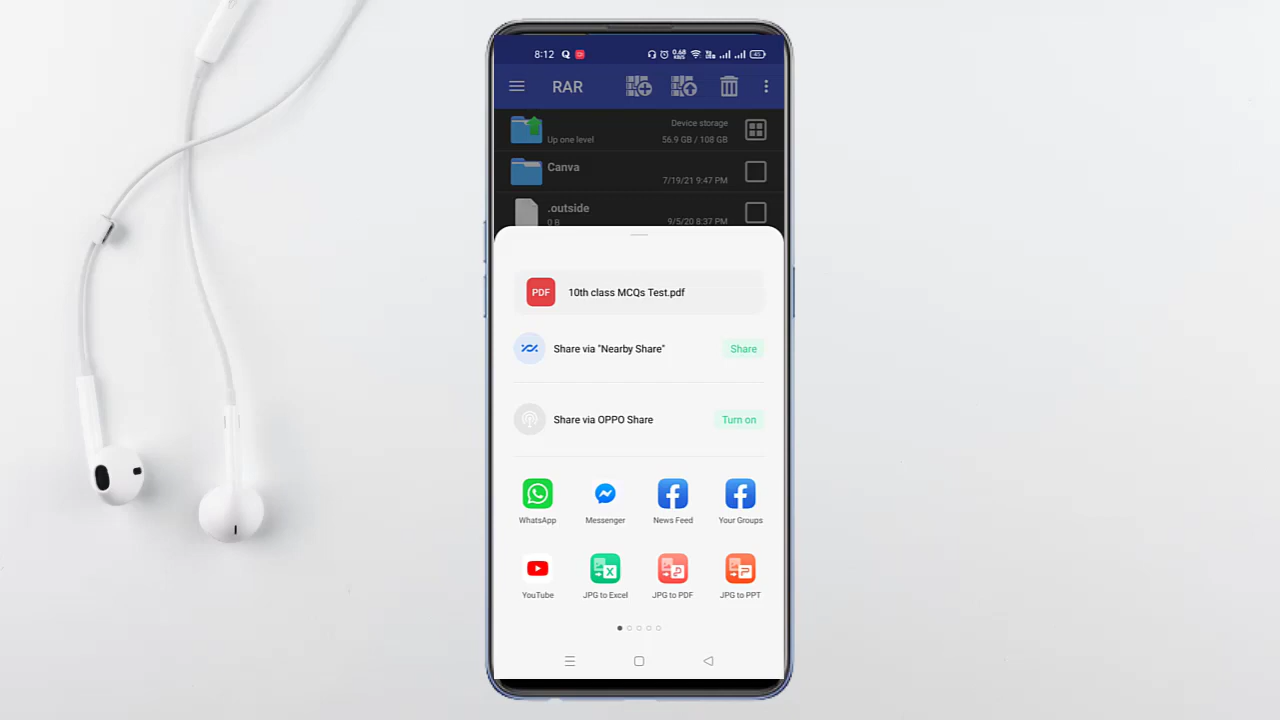 8:12
RAR
Device storage
Up one level
56.9 GB / 108 GB
Canva
7/19/21 9:47 PM
.outside
0 B
9/5/20 8:37 PM
PDF
10th class MCQs Test.pdf
Share via "Nearby Share"
Share
Share via OPPO Share
Turn on
WhatsApp
Messenger
News Feed
Your Groups
YouTube
JPG to Excel
JPG to PDF
JPG to PPT